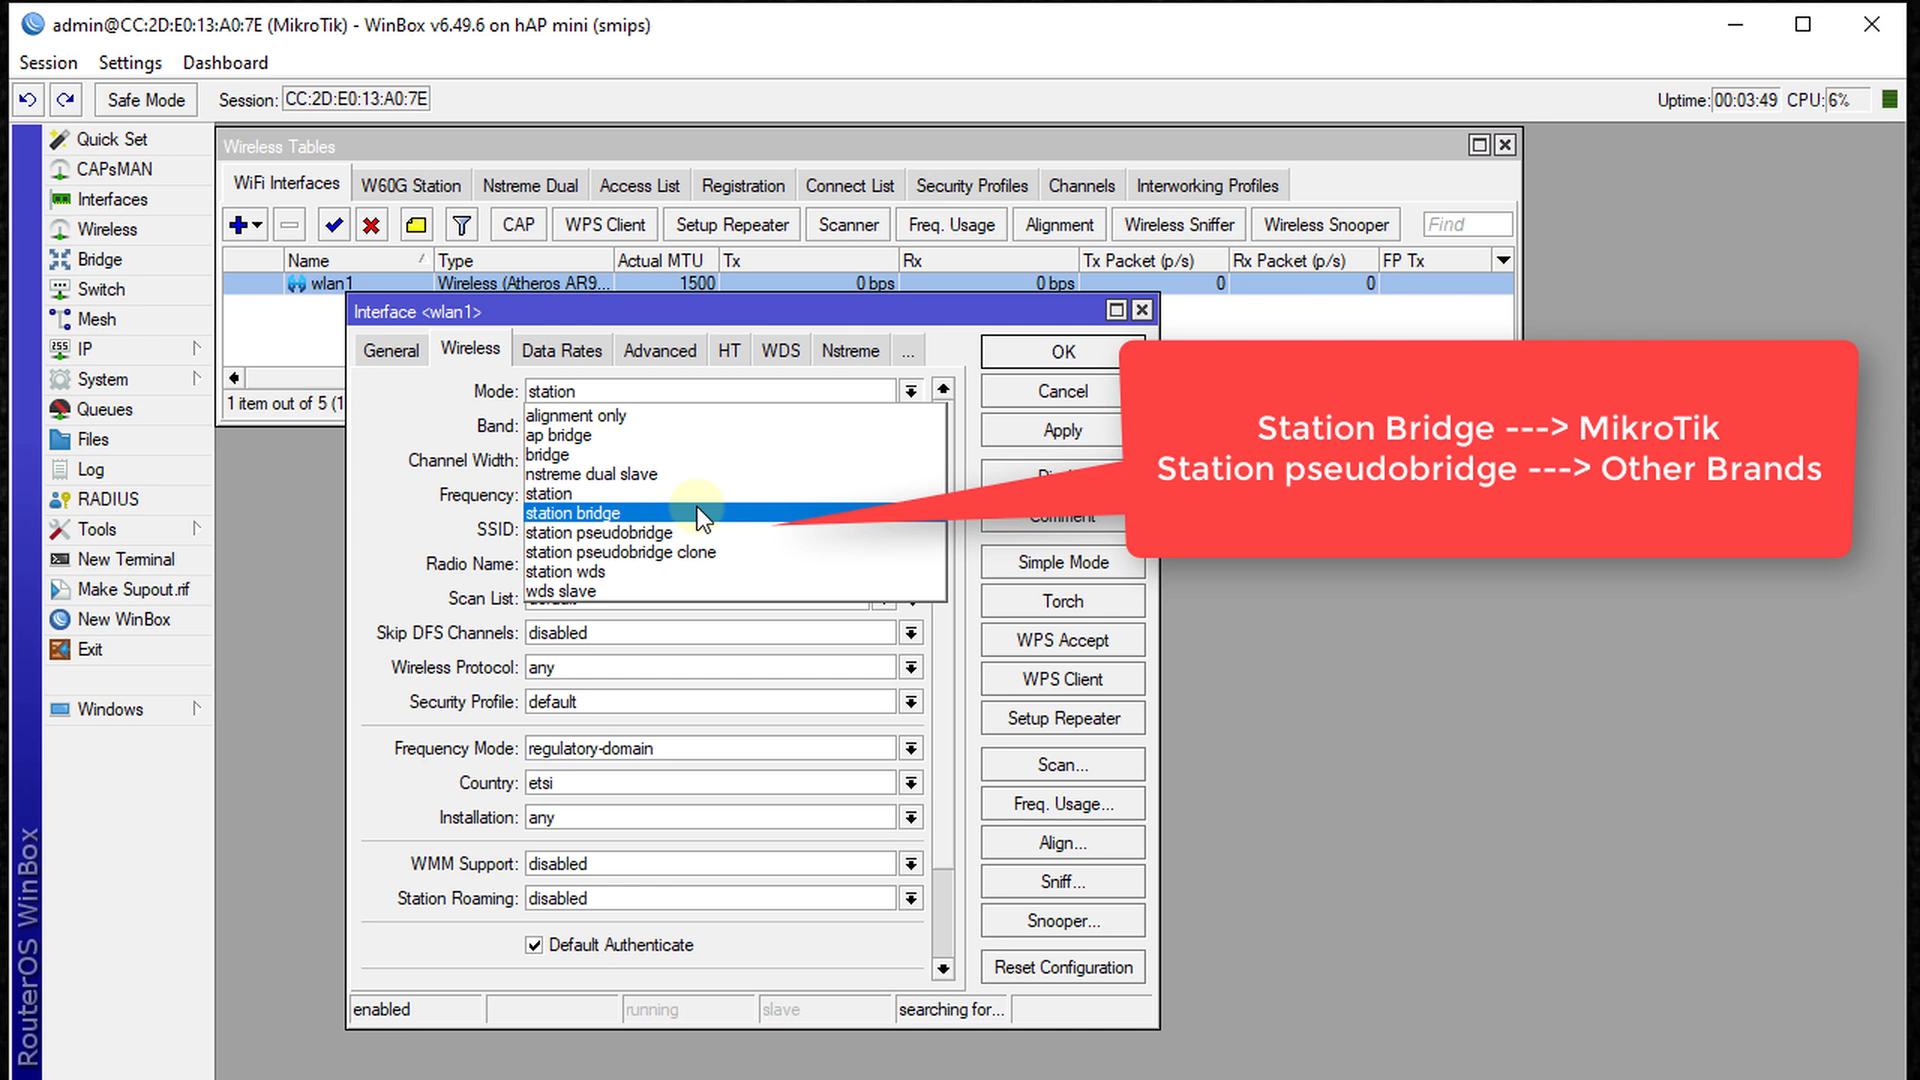 admin@CC:2D:E0:13:A0:7E (MikroTik) - WinBox v6.49.6 on hAP mini (smips)
Session Settings Dashboard
Safe Mode Session: CC:2D:E0:13:A0:7E Uptime: 00:03:49 CPU: 6%
Quick Set
CAPsMAN
Interfaces
Wireless
Bridge
Switch
Mesh
IP
System
Queues
Files
Log
RADIUS
Tools
New Terminal
Make Supout.rif
New WinBox
Exit
Windows
RouterOS WinBox
Wireless Tables
WiFi Interfaces W60G Station Nstreme Dual Access List Registration Connect List Security Profiles Channels Interworking Profiles
CAP WPS Client Setup Repeater Scanner Freq. Usage Alignment Wireless Sniffer Wireless Snooper Find
Name Type Actual MTU Tx Rx Tx Packet (p/s) Rx Packet (p/s) FP Tx
wlan1 Wireless (Atheros AR9... 1500 0 bps 0 bps 0 0
1 item out of 5 (1
Interface <wlan1>
General Wireless Data Rates Advanced HT WDS Nstreme ...
Mode: station
alignment only
ap bridge
bridge
nstreme dual slave
station
station bridge
station pseudobridge
station pseudobridge clone
station wds
wds slave
Band:
Channel Width:
Frequency:
SSID:
Radio Name:
Scan List: default
Skip DFS Channels: disabled
Wireless Protocol: any
Security Profile: default
Frequency Mode: regulatory-domain
Country: etsi
Installation: any
WMM Support: disabled
Station Roaming: disabled
Default Authenticate
OK
Cancel
Apply
Comment
Simple Mode
Torch
WPS Accept
WPS Client
Setup Repeater
Scan...
Freq. Usage...
Align...
Sniff...
Snooper...
Reset Configuration
enabled running slave searching for...
Station Bridge ---> MikroTik
Station pseudobridge ---> Other Brands